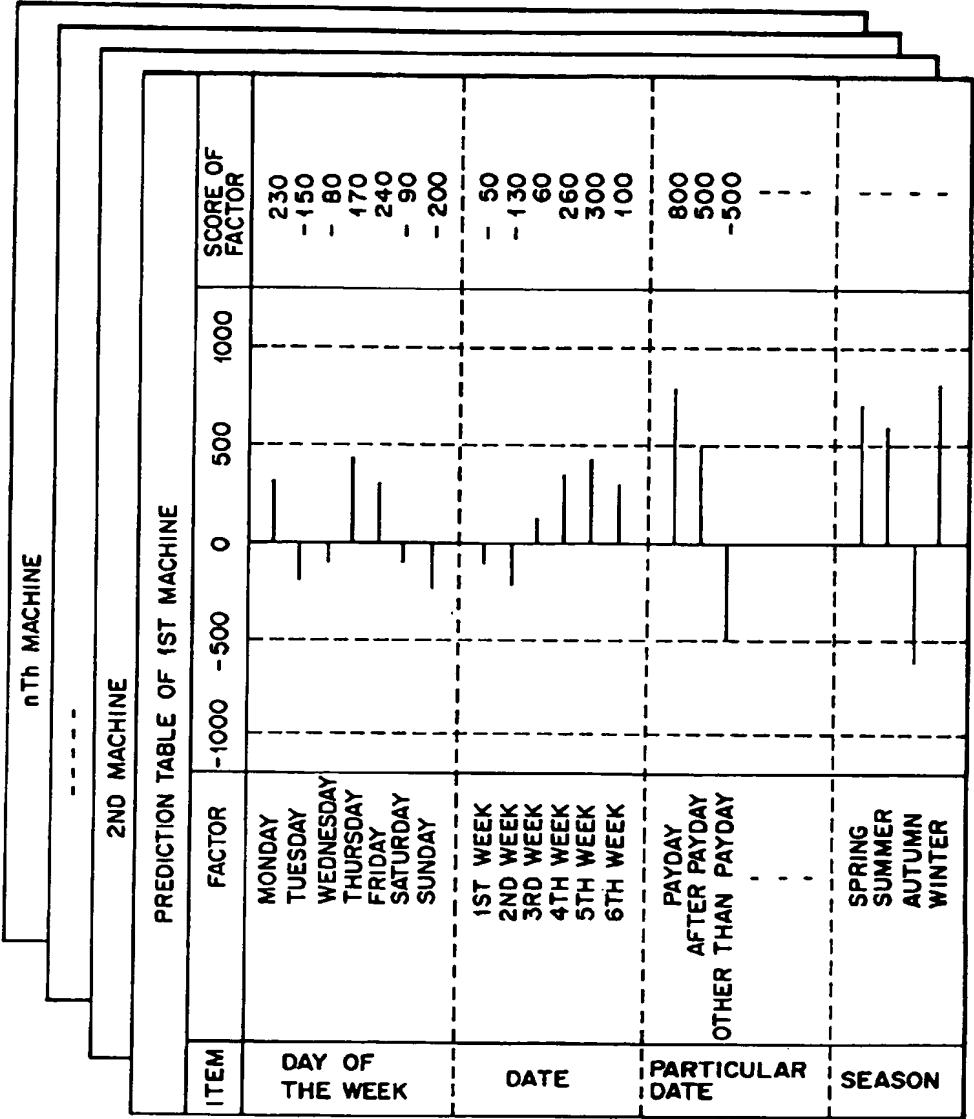 nTh MACHINE
-----
2ND MACHINE
PREDICTION TABLE OF 1ST MACHINE
ITEM FACTOR -1000 -500 0 500 1000 SCORE OF
FACTOR
DAY OF
THE WEEK
MONDAY 230
TUESDAY -150
WEDNESDAY - 80
THURSDAY 170
FRIDAY 240
SATURDAY - 90
SUNDAY -200
DATE
1ST WEEK - 50
2ND WEEK -130
3RD WEEK 60
4TH WEEK 260
5TH WEEK 300
6TH WEEK 100
PARTICULAR
DATE
PAYDAY 800
AFTER PAYDAY 500
OTHER THAN PAYDAY -500
SEASON
SPRING
SUMMER
AUTUMN
WINTER